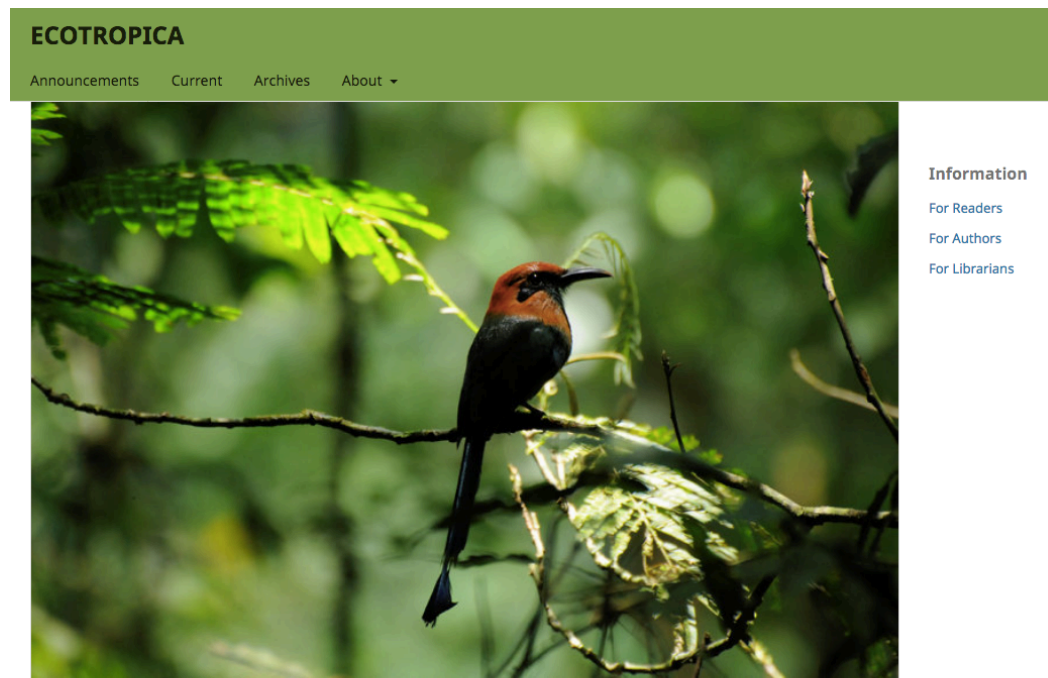 ECOTROPICA
Announcements Current Archives About
Information
For Readers
For Authors
For Librarians